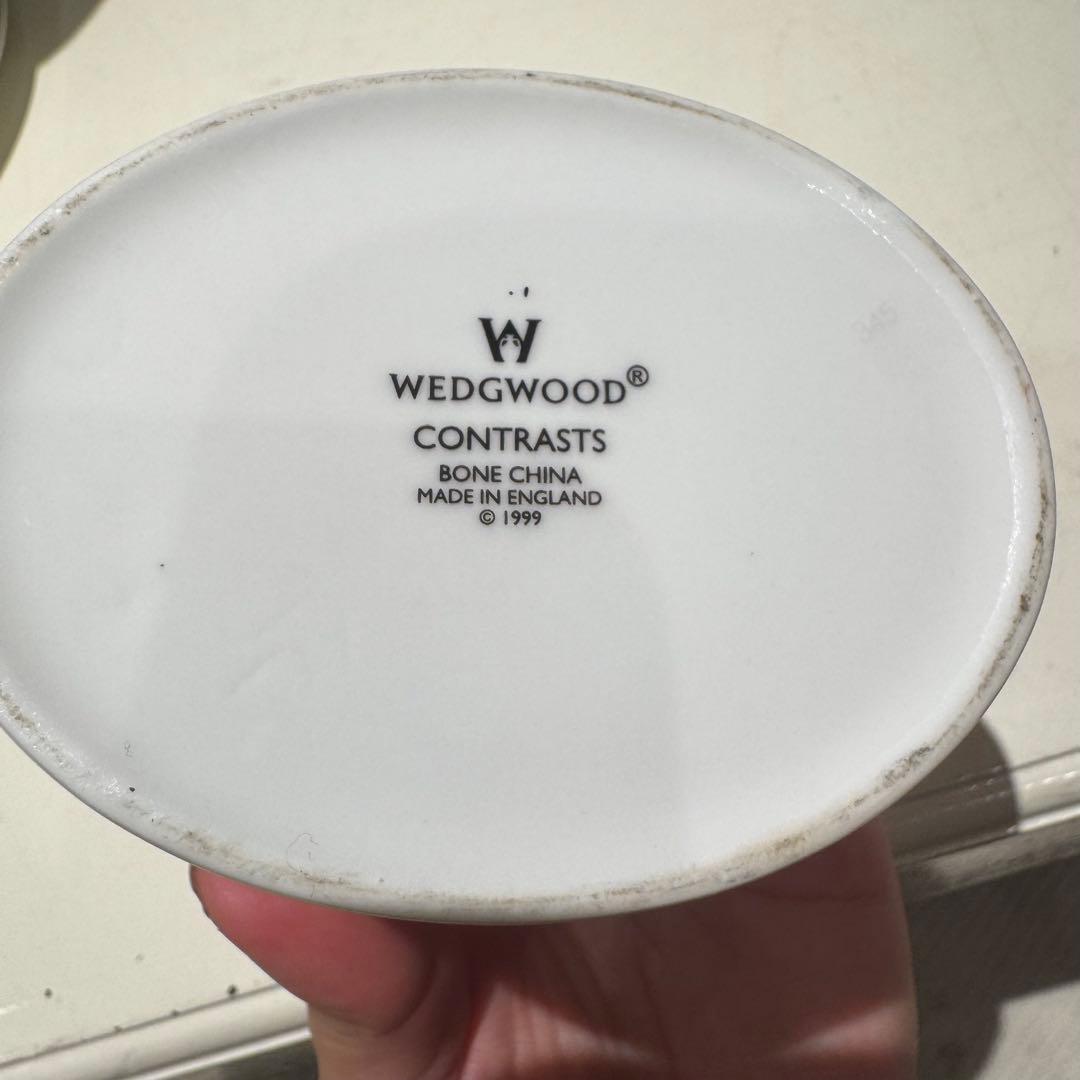 W
WEDGWOOD®
CONTRASTS
BONE CHINA
MADE IN ENGLAND
© 1999